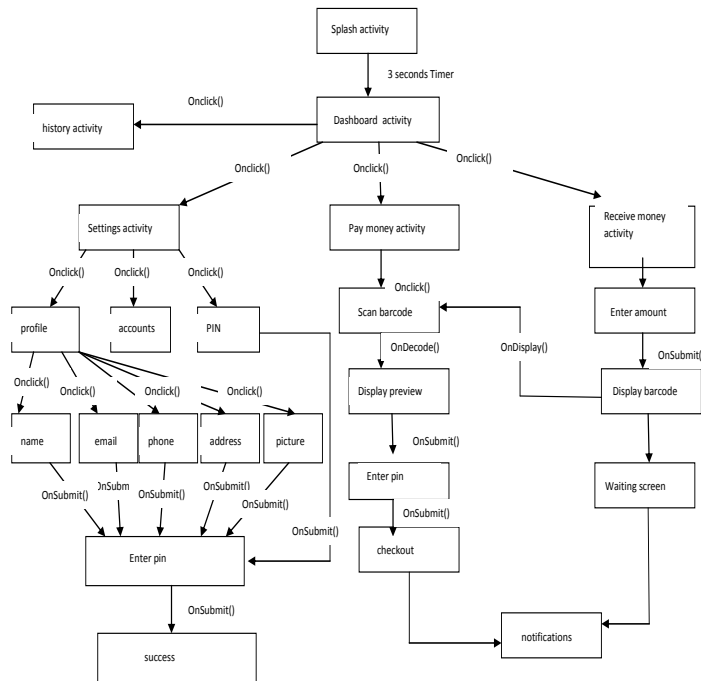 Splash activity
3 seconds Timer
Onclick()
history activity
Dashboard activity
Onclick()
Onclick()
Onclick()
Settings activity
Pay money activity
Receive money
activity
Onclick()
Onclick()
Onclick()
Onclick()
profile
accounts
PIN
Scan barcode
Enter amount
OnDecode()
OnDisplay()
OnSubmit(
Onclick()
Onclick()
Onclick()
Onclick()
Display preview
Display barcode
name
email
phone
address
picture
OnSubmit()
Enter pin
Waiting screen
OnSubmit()
OnSubm
OnSubmit()
OnSubmit()
OnSubmit()
OnSubmit()
OnSubmit()
Enter pin
checkout
OnSubmit()
notifications
success